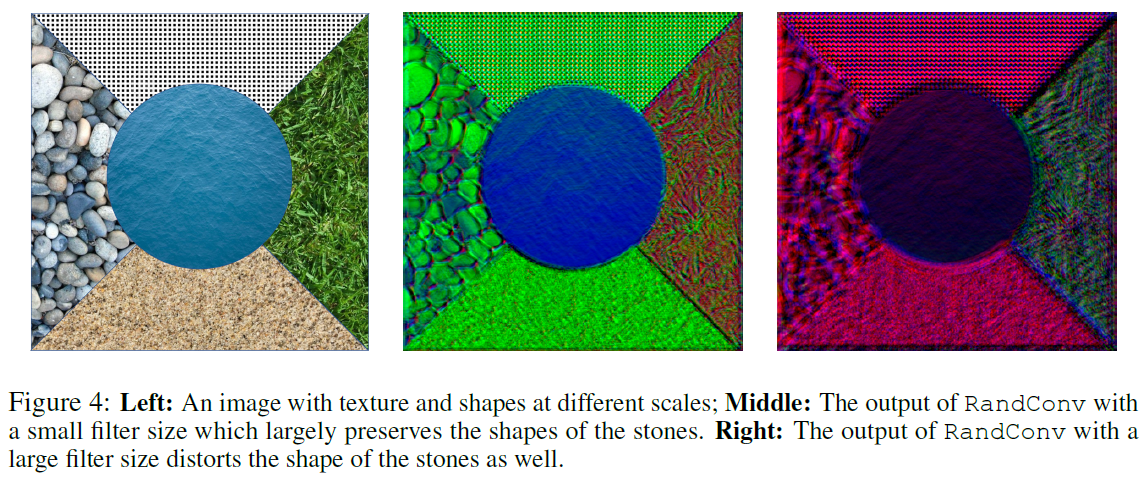 Figure 4: Left: An image with texture and shapes at different scales; Middle: The output of RandConv with
a small filter size which largely preserves the shapes of the stones. Right: The output of RandConv with a
large filter size distorts the shape of the stones as well.